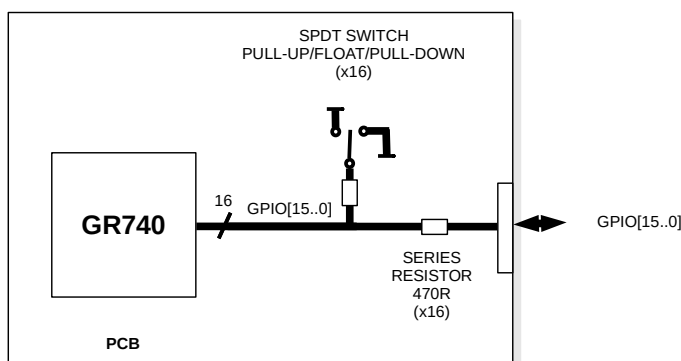 SPDT SWITCH
PULL-UP/FLOAT/PULL-DOWN
(x16)
GR740
16
GPIO[15..0]
GPIO[15..0]
SERIES
RESISTOR
470R
(x16)
PCB